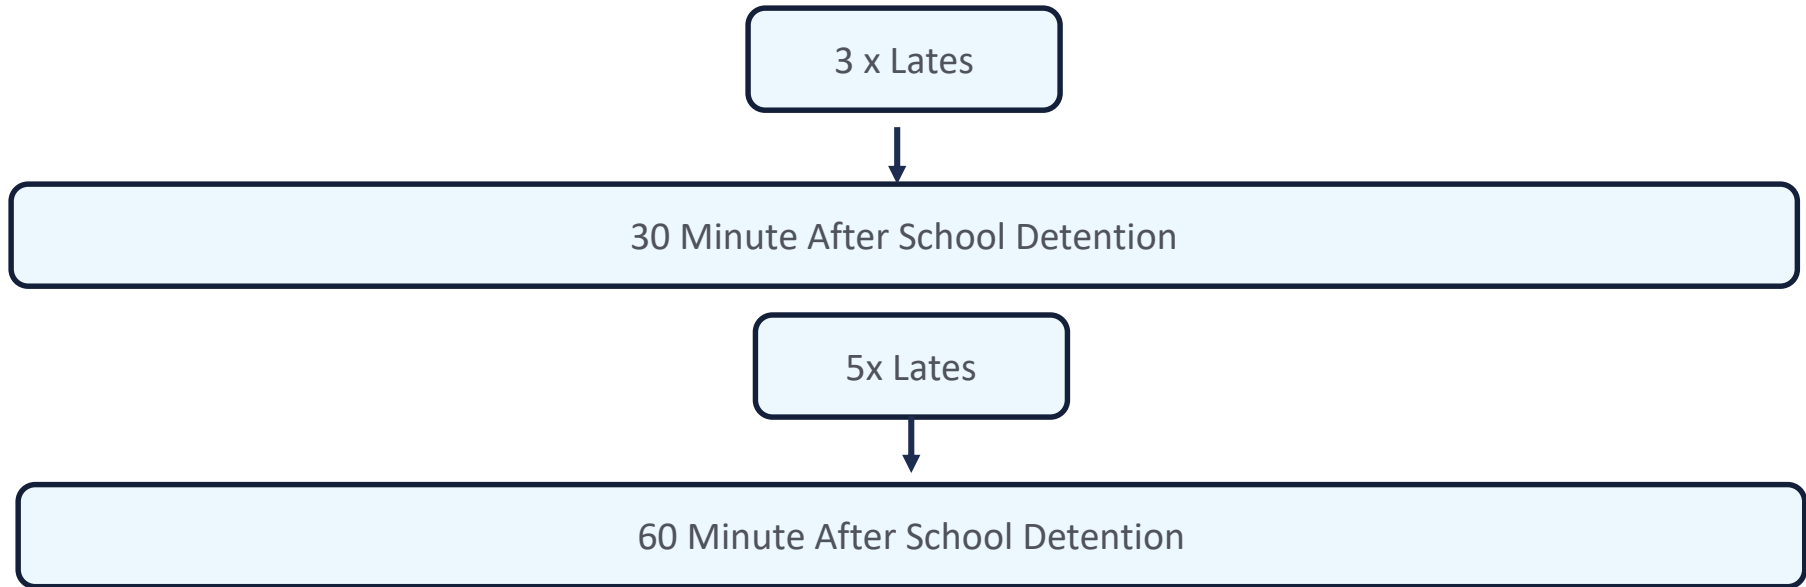 3 x Lates
30 Minute After School Detention
5x Lates
60 Minute After School Detention